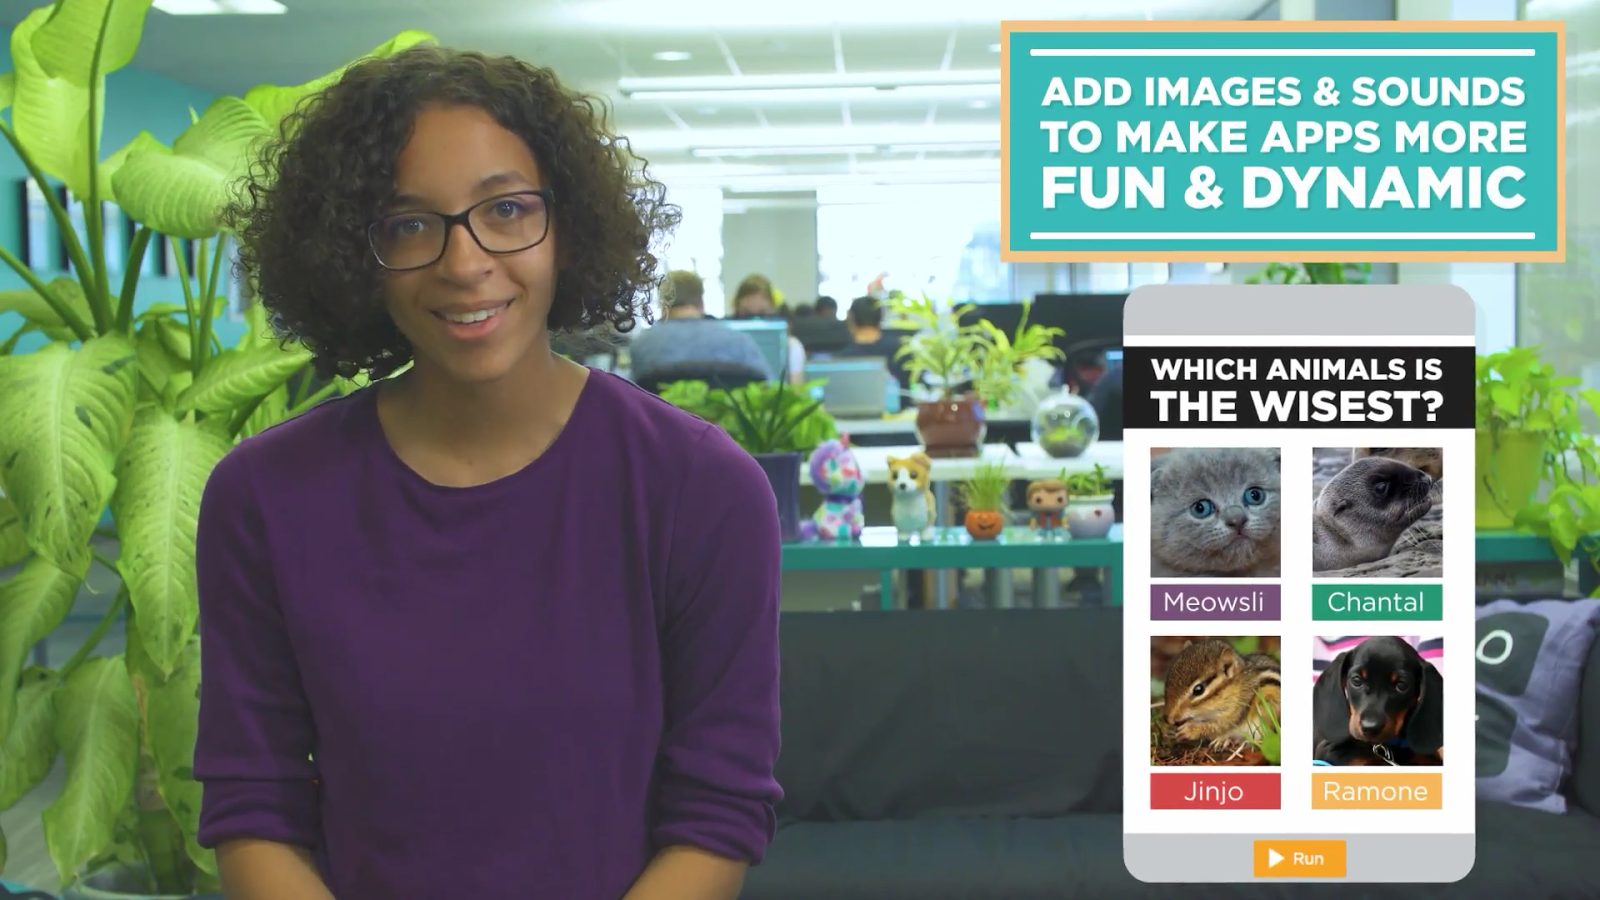 ADD IMAGES & SOUNDS
TO MAKE APPS MORE
FUN & DYNAMIC
WHICH ANIMALS IS
THE WISEST?
Meowsli
Chantal
Jinjo
Ramone
Run